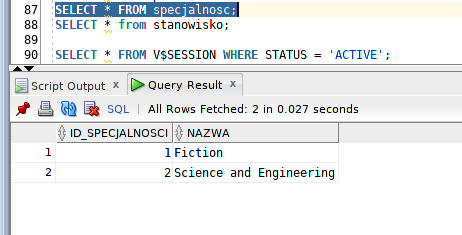 87 SELECT * FROM specjalnosc;
88 SELECT * from stanowisko;
89
90 SELECT * FROM V$SESSION WHERE STATUS = 'ACTIVE';
Script Output x Query Result x
SQL | All Rows Fetched: 2 in 0.027 seconds
ID_SPECJALNOSCI NAZWA
1 1 Fiction
2 2 Science and Engineering